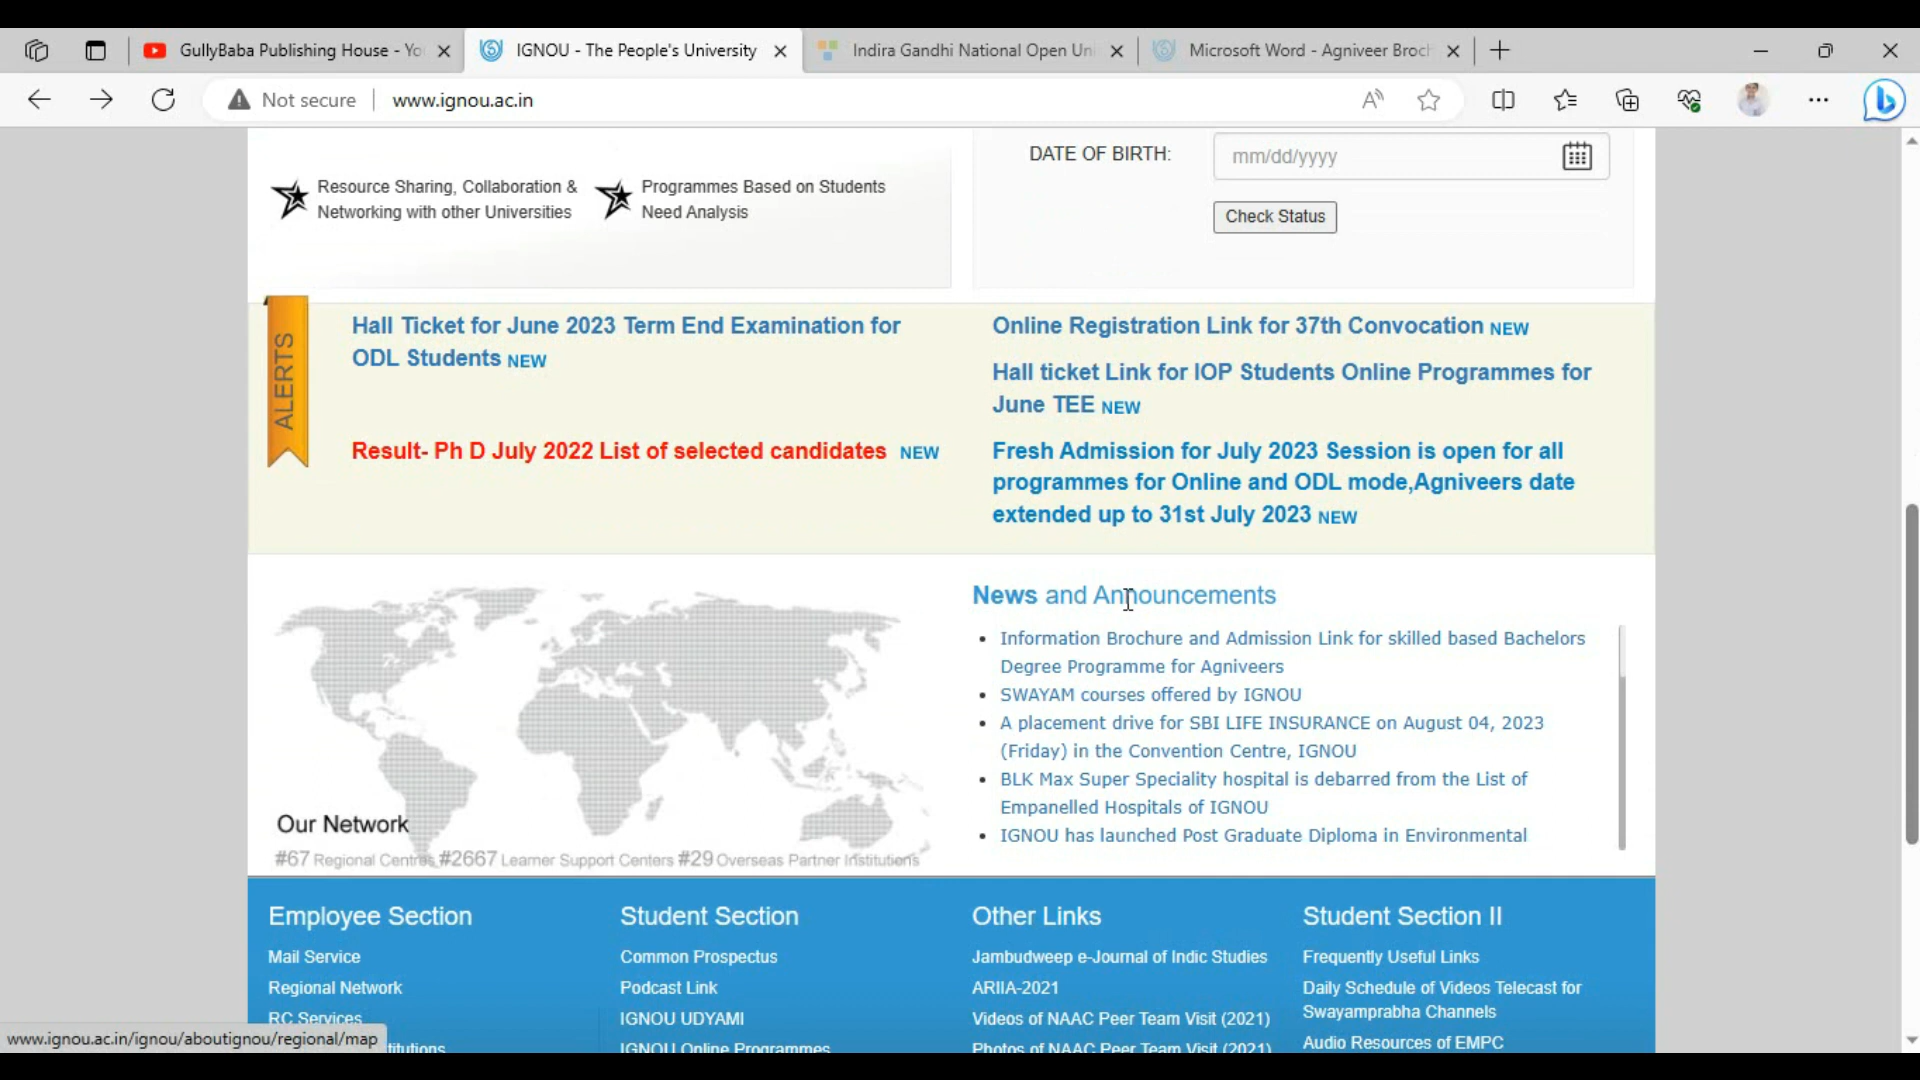 GullyBaba Publishing House - Yo
IGNOU - The People's University
Indira Gandhi National Open Uni
Microsoft Word - Agniveer Broch
Not secure
www.ignou.ac.in
DATE OF BIRTH:
mm/dd/yyyy
Check Status
Resource Sharing, Collaboration &
Networking with other Universities
Programmes Based on Students
Need Analysis
ALERTS
Hall Ticket for June 2023 Term End Examination for
ODL Students NEW
Result- Ph D July 2022 List of selected candidates NEW
Online Registration Link for 37th Convocation NEW
Hall ticket Link for IOP Students Online Programmes for
June TEE NEW
Fresh Admission for July 2023 Session is open for all
programmes for Online and ODL mode,Agniveers date
extended up to 31st July 2023 NEW
Our Network
#67 Regional Centres #2667 Learner Support Centers #29 Overseas Partner Institutions
News and Announcements
Information Brochure and Admission Link for skilled based Bachelors
Degree Programme for Agniveers
SWAYAM courses offered by IGNOU
A placement drive for SBI LIFE INSURANCE on August 04, 2023
(Friday) in the Convention Centre, IGNOU
BLK Max Super Speciality hospital is debarred from the List of
Empanelled Hospitals of IGNOU
IGNOU has launched Post Graduate Diploma in Environmental
Employee Section
Mail Service
Regional Network
RC Services
Student Section
Common Prospectus
Podcast Link
IGNOU UDYAMI
IGNOU Online Programmes
Other Links
Jambudweep e-Journal of Indic Studies
ARIIA-2021
Videos of NAAC Peer Team Visit (2021)
Photos of NAAC Peer Team Visit (2021)
Student Section II
Frequently Useful Links
Daily Schedule of Videos Telecast for
Swayamprabha Channels
Audio Resources of EMPC
www.ignou.ac.in/ignou/aboutignou/regional/map